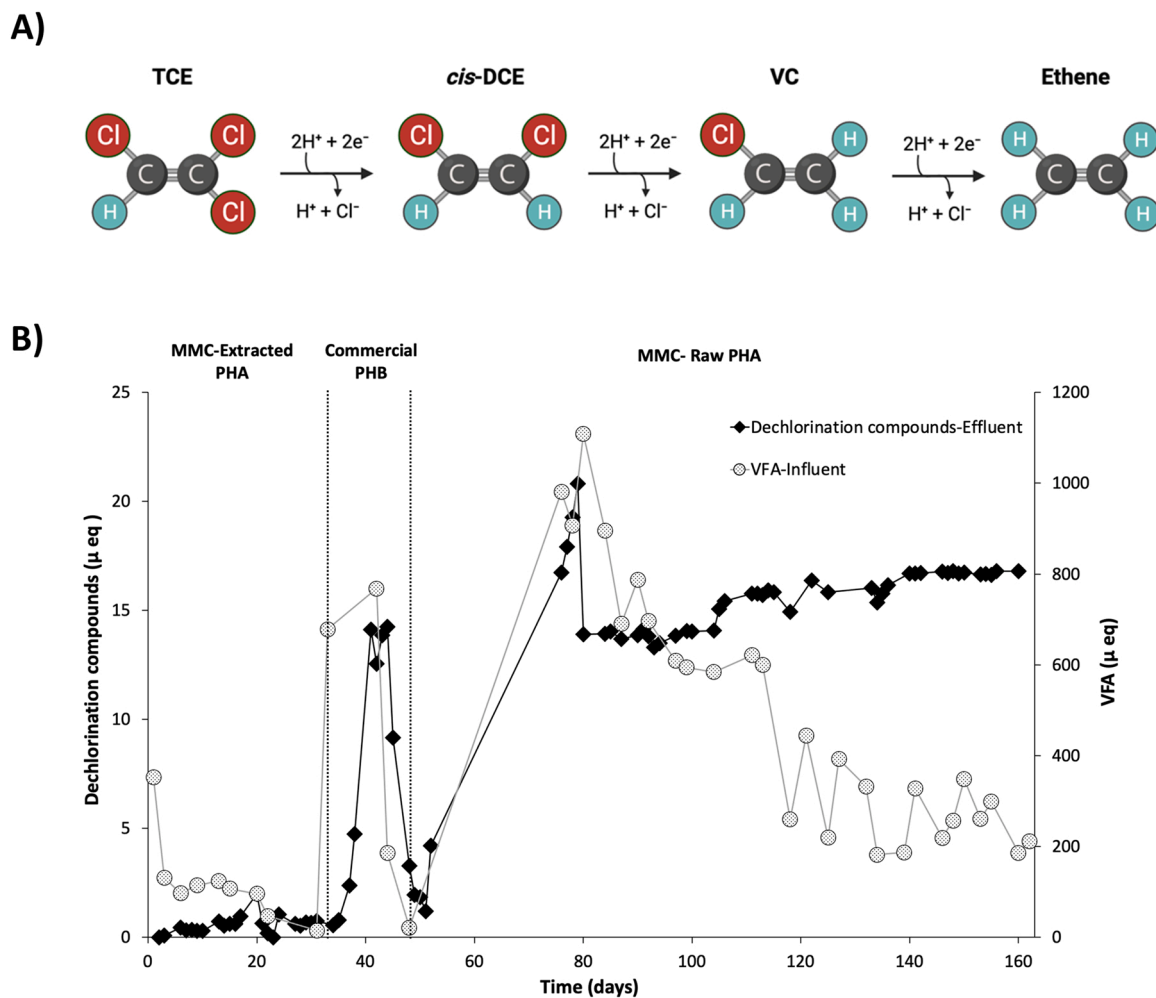 A)
TCE
cis-DCE
VC
Ethene
Cl
Cl
C
C
H
Cl
2H⁺ + 2e⁻
H⁺ + Cl⁻
Cl
Cl
C
C
H
H
2H⁺ + 2e⁻
H⁺ + Cl⁻
Cl
H
C
C
H
H
2H⁺ + 2e⁻
H⁺ + Cl⁻
H
H
C
C
H
H
B)
MMC-Extracted
PHA
Commercial
PHB
MMC- Raw PHA
Dechlorination compounds-Effluent
VFA-Influent
Dechlorination compounds (μ eq )
25
20
15
10
5
0
1200
1000
800
600
400
200
0
VFA (μ eq)
0 20 40 60 80 100 120 140 160
Time (days)